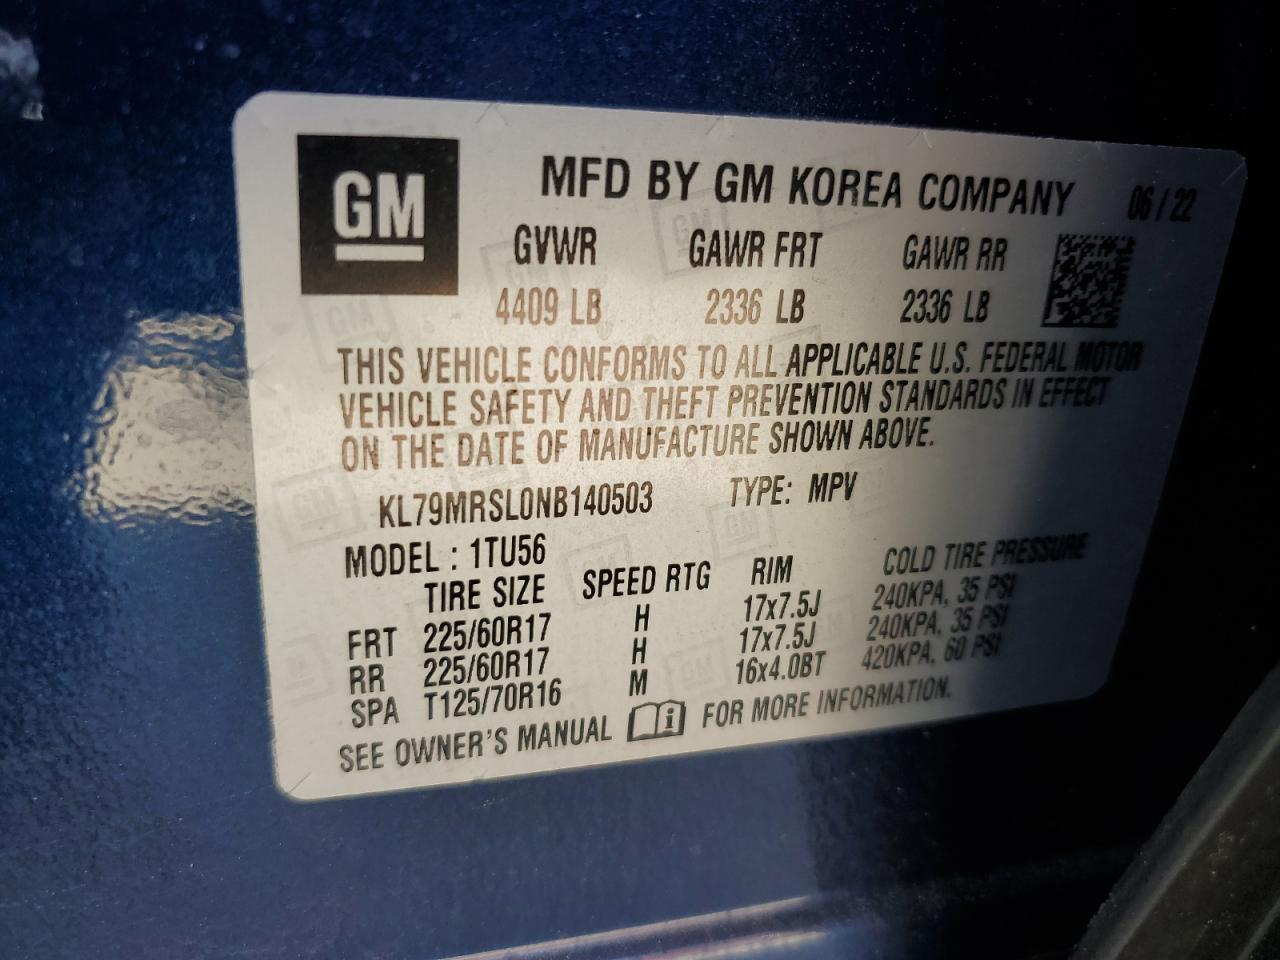 GM
MFD BY GM KOREA COMPANY 06/22
GVWR GAWR FRT GAWR RR
4409 LB 2336 LB 2336 LB
THIS VEHICLE CONFORMS TO ALL APPLICABLE U.S. FEDERAL MOTOR
VEHICLE SAFETY AND THEFT PREVENTION STANDARDS IN EFFECT
ON THE DATE OF MANUFACTURE SHOWN ABOVE.
KL79MRSL0NB140503 TYPE: MPV
MODEL : 1TU56
TIRE SIZE SPEED RTG RIM COLD TIRE PRESSURE
FRT 225/60R17 H 17x7.5J 240KPA, 35 PSI
RR 225/60R17 H 17x7.5J 240KPA, 35 PSI
SPA T125/70R16 M 16x4.0BT 420KPA, 60 PSI
SEE OWNER'S MANUAL i FOR MORE INFORMATION.